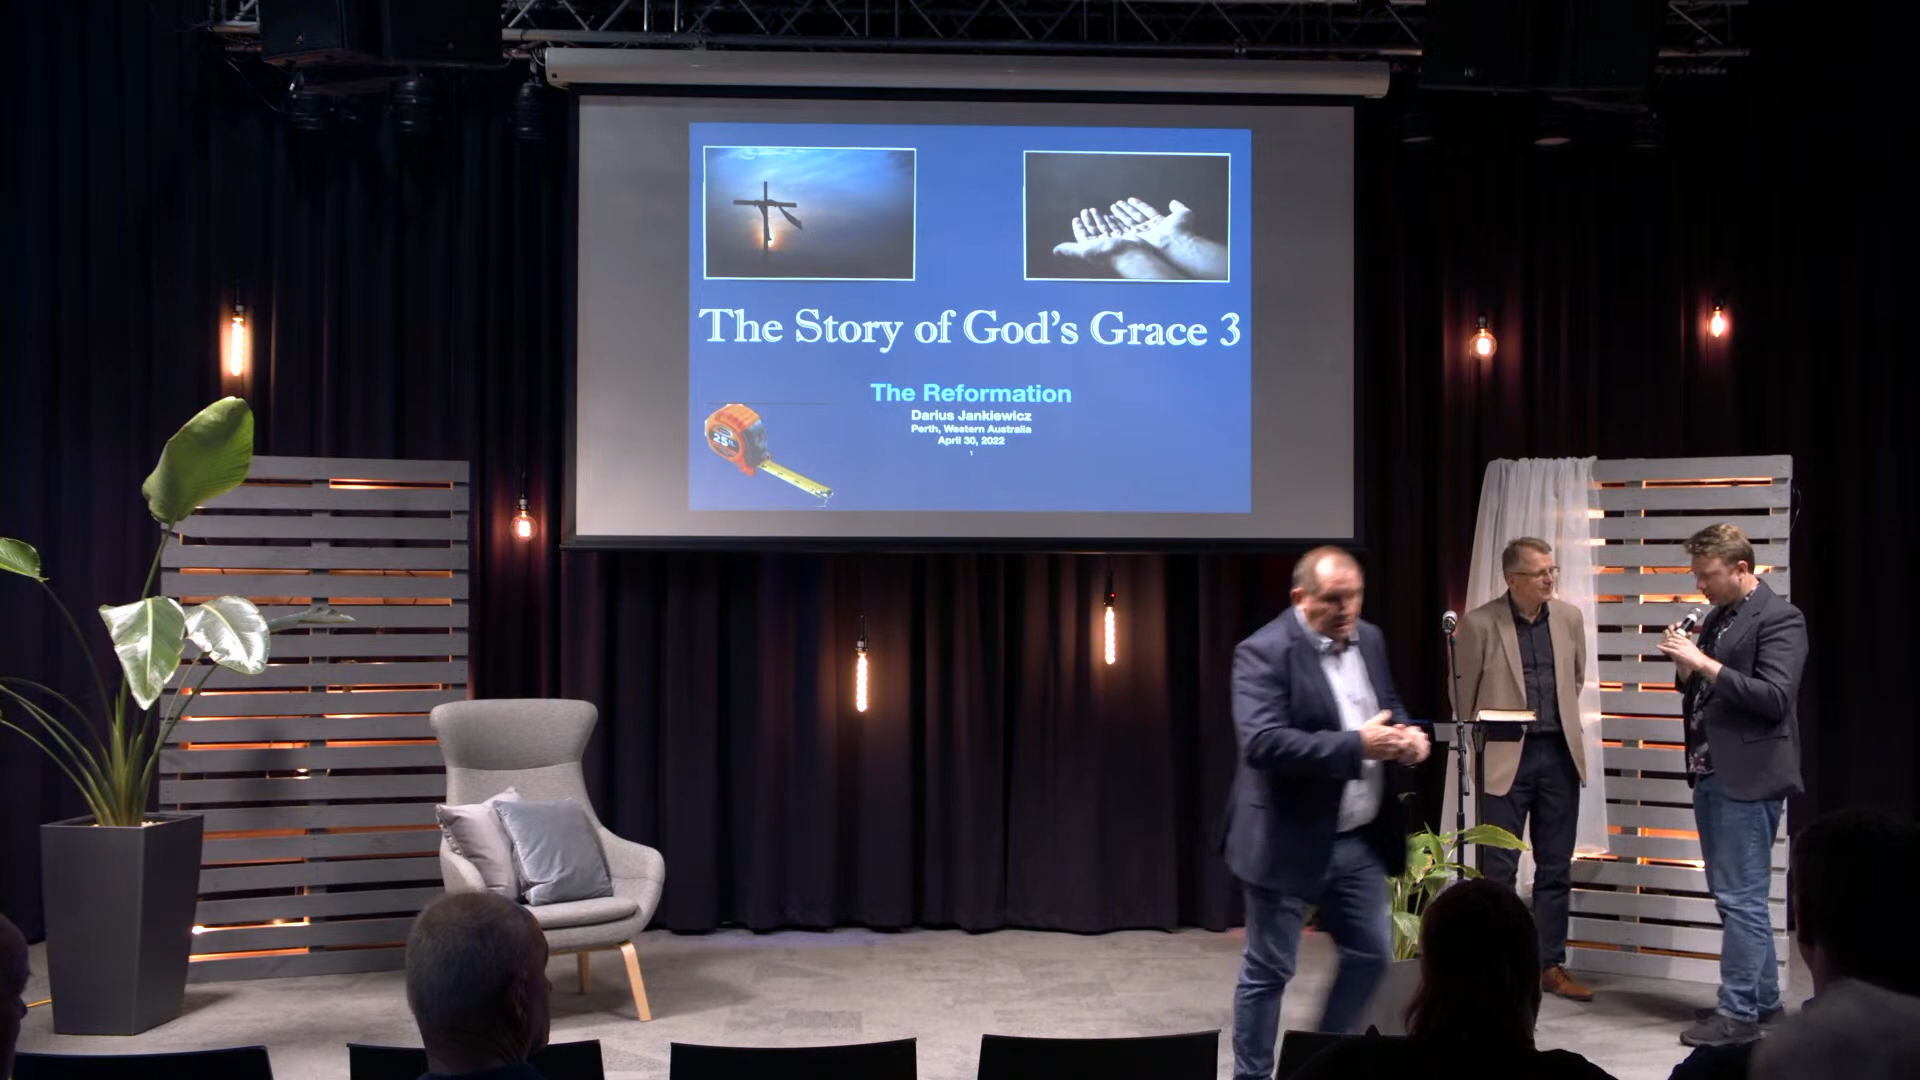 The Story of God's Grace 3
The Reformation
Darius Jankiewicz
Perth, Western Australia
April 30, 2022
1
25